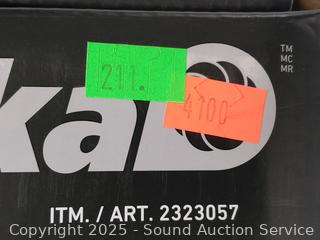 211.
4100
TM
MC
MR
ka
ITM. / ART. 2323057
Copyright © 2025 - Sound Auction Service